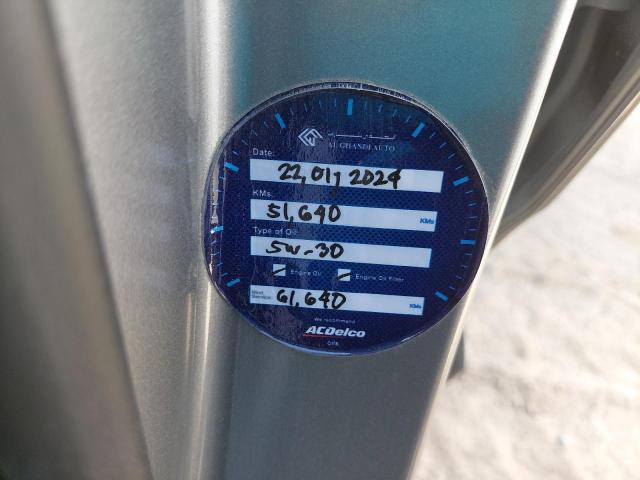 AL GHANDI AUTO
Date:
22,01, 2024
KMs:
51,640 KMs
Type of Oil
5W-30
Engine Oil Engine Oil Filter
Next Service: 61,640 KMs
We recommend
ACDelco
Oils